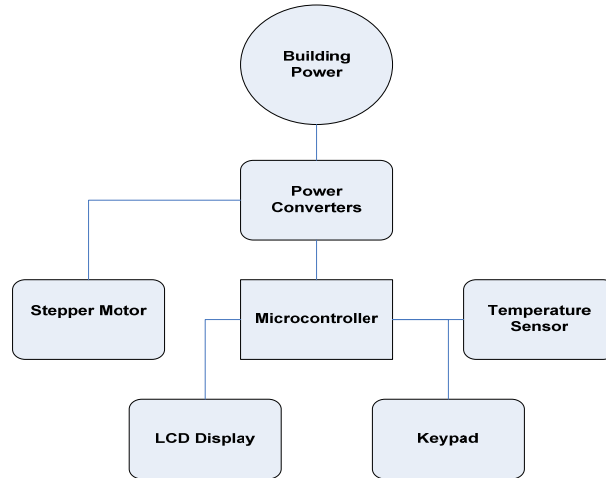 Building
Power
Power
Converters
Stepper Motor
Microcontroller
Temperature
Sensor
LCD Display
Keypad